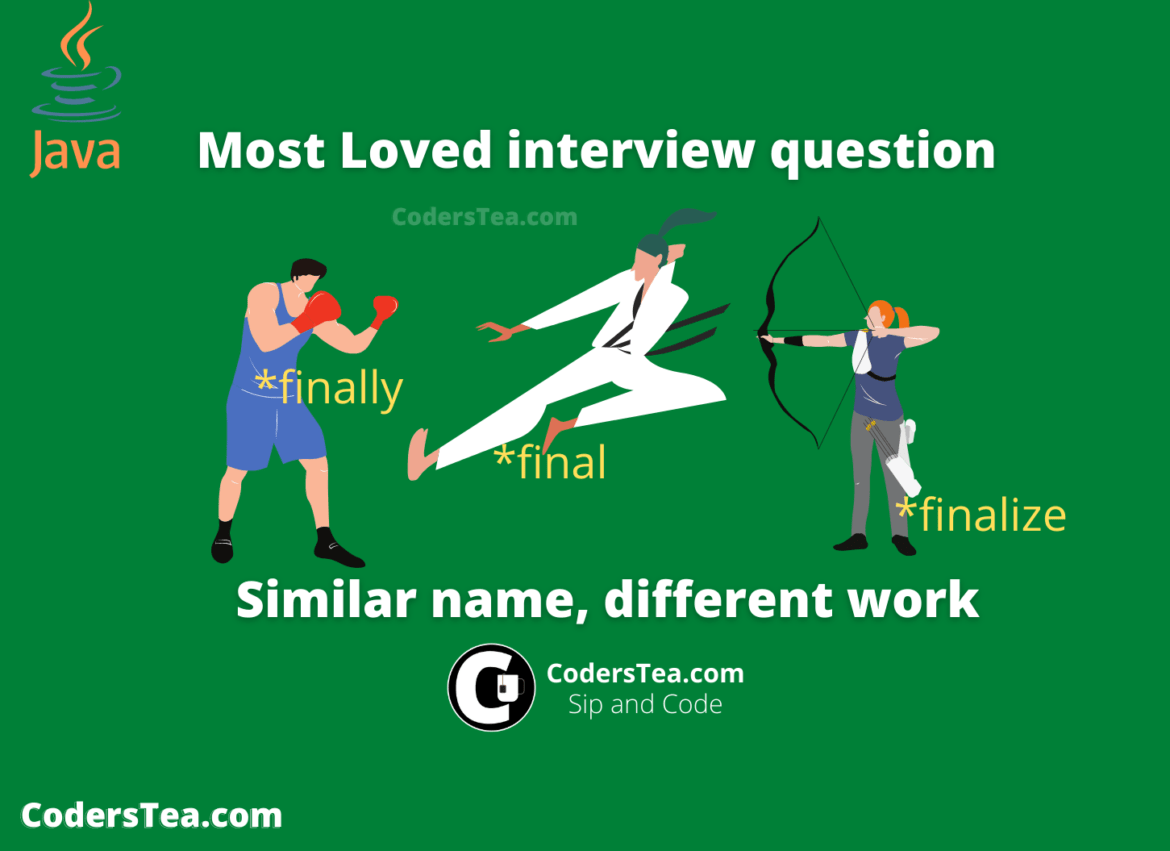 Java
Most Loved interview question
CodersTea.com
*finally
*final
*finalize
Similar name, different work
CodersTea.com
Sip and Code
CodersTea.com